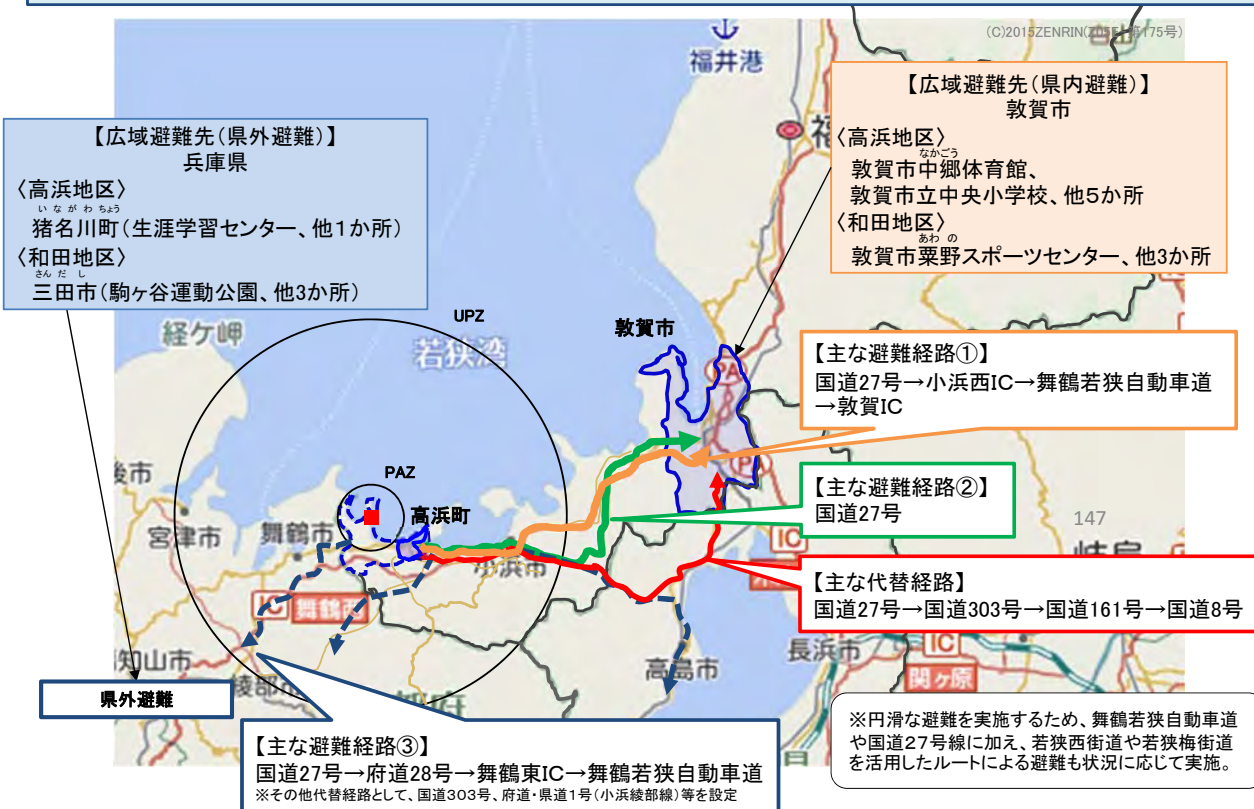 (C)2015ZENRIN(Z05E-第175号)
福井港
【広域避難先(県内避難)】
敦賀市
〈高浜地区〉
なかごう
敦賀市中郷体育館、
敦賀市立中央小学校、他5か所
〈和田地区〉
あわ の
敦賀市粟野スポーツセンター、他3か所
【広域避難先(県外避難)】
兵庫県
〈高浜地区〉
いながわちょう
猪名川町(生涯学習センター、他1か所)
〈和田地区〉
さんだし
三田市(駒ヶ谷運動公園、他3か所)
UPZ
経ケ岬
若狭湾
敦賀市
PA
【主な避難経路①】
国道27号→小浜西IC→舞鶴若狭自動車道
→敦賀IC
PA
PAZ
高浜町
宮津市
舞鶴市
小浜市
【主な避難経路②】
国道27号
147
岐阜
IC
【主な代替経路】
国道27号→国道303号→国道161号→国道8号
IC
舞鶴西
知山市
綾部市
高島市
長浜市
IC
関ヶ原
県外避難
都府
【主な避難経路③】
国道27号→府道28号→舞鶴東IC→舞鶴若狭自動車道
※その他代替経路として、国道303号、府道・県道1号(小浜綾部線)等を設定
※円滑な避難を実施するため、舞鶴若狭自動車道
や国道27号線に加え、若狭西街道や若狭梅街道
を活用したルートによる避難も状況に応じて実施。